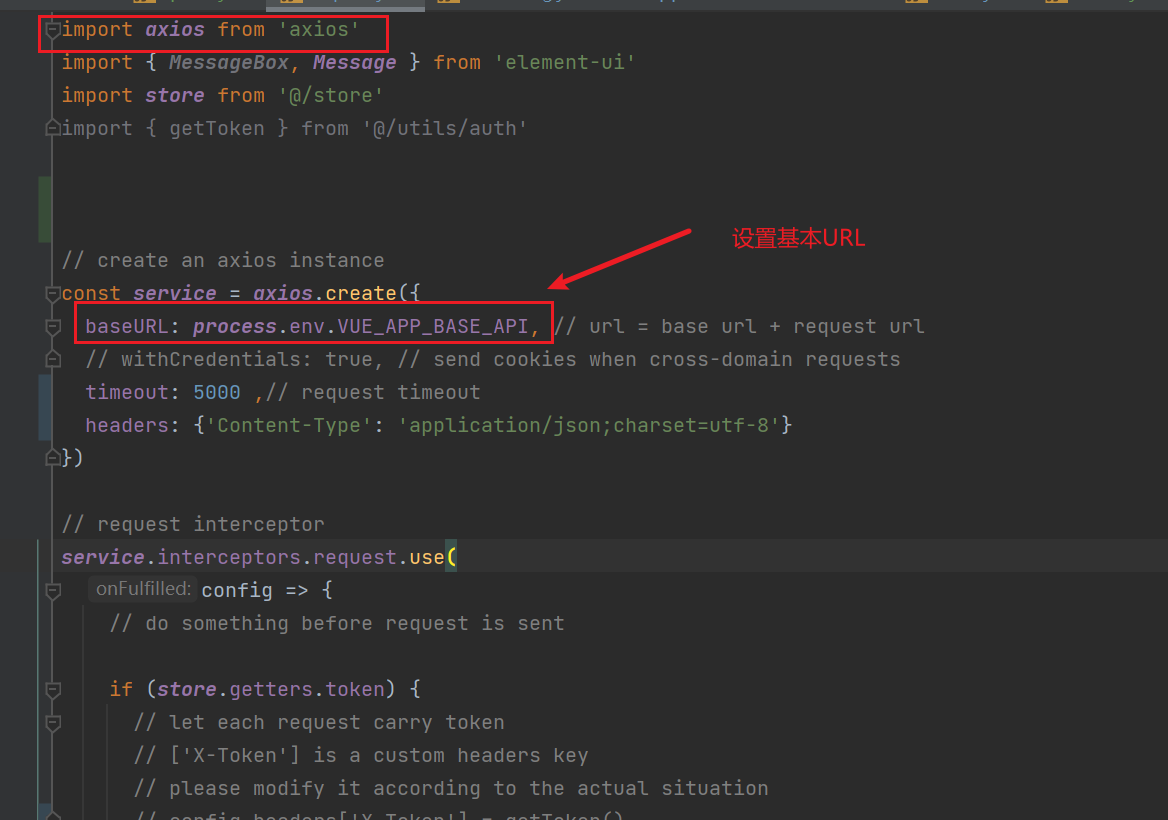 import axios from 'axios'
import { MessageBox, Message } from 'element-ui'
import store from '@/store'
import { getToken } from '@/utils/auth'
设置基本URL
// create an axios instance
const service = axios.create({
baseURL: process.env.VUE_APP_BASE_API, // url = base url + request url
// withCredentials: true, // send cookies when cross-domain requests
timeout: 5000 ,// request timeout
headers: {'Content-Type': 'application/json;charset=utf-8'}
})
// request interceptor
service.interceptors.request.use(
onFulfilled: config => {
// do something before request is sent
if (store.getters.token) {
// let each request carry token
// ['X-Token'] is a custom headers key
// please modify it according to the actual situation
// config.headers['X-Token'] = getToken()